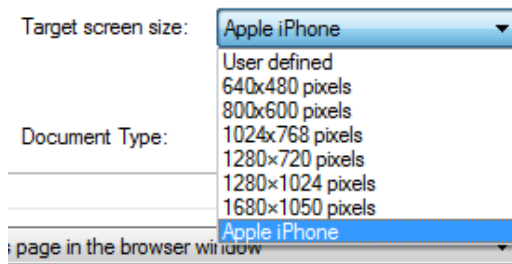 Target screen size: Apple iPhone
User defined
640x480 pixels
800x600 pixels
1024x768 pixels
Document Type:
1280×720 pixels
1280×1024 pixels
1680×1050 pixels
Apple iPhone
page in the browser window